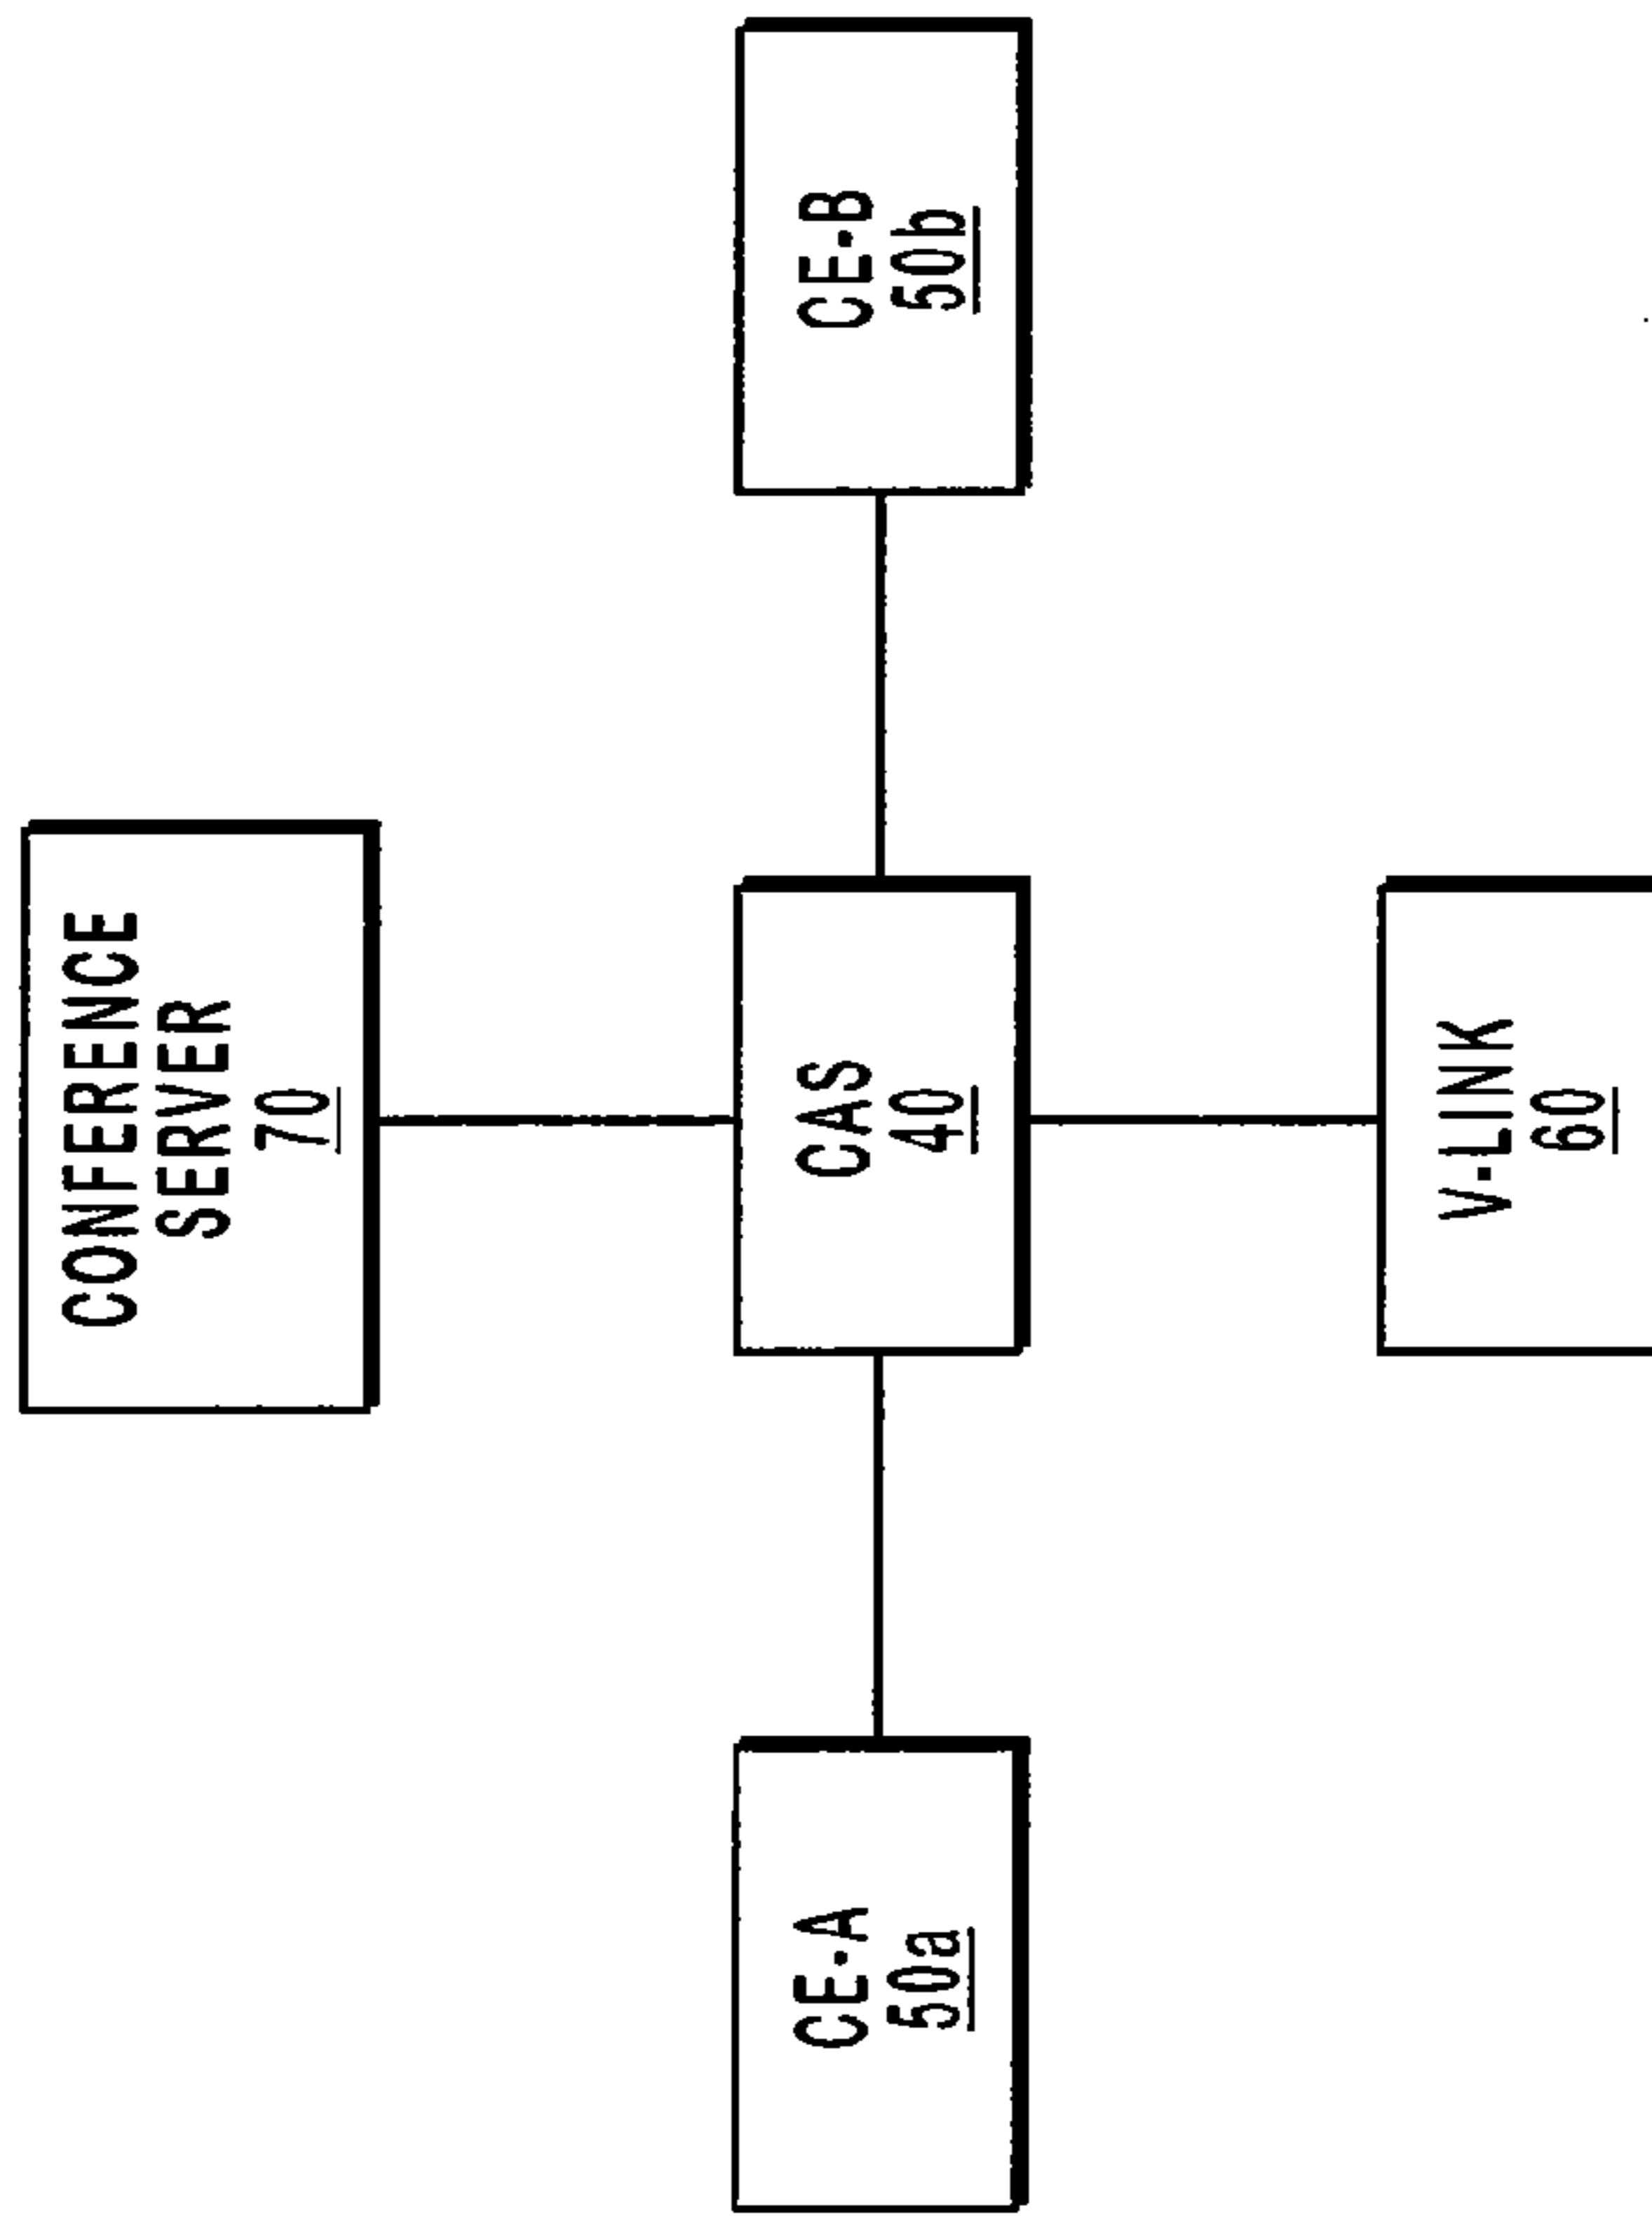 CONFERENCE
SERVER
70
CE-A
50a
CAS
40
CE-B
50b
V-LINK
60